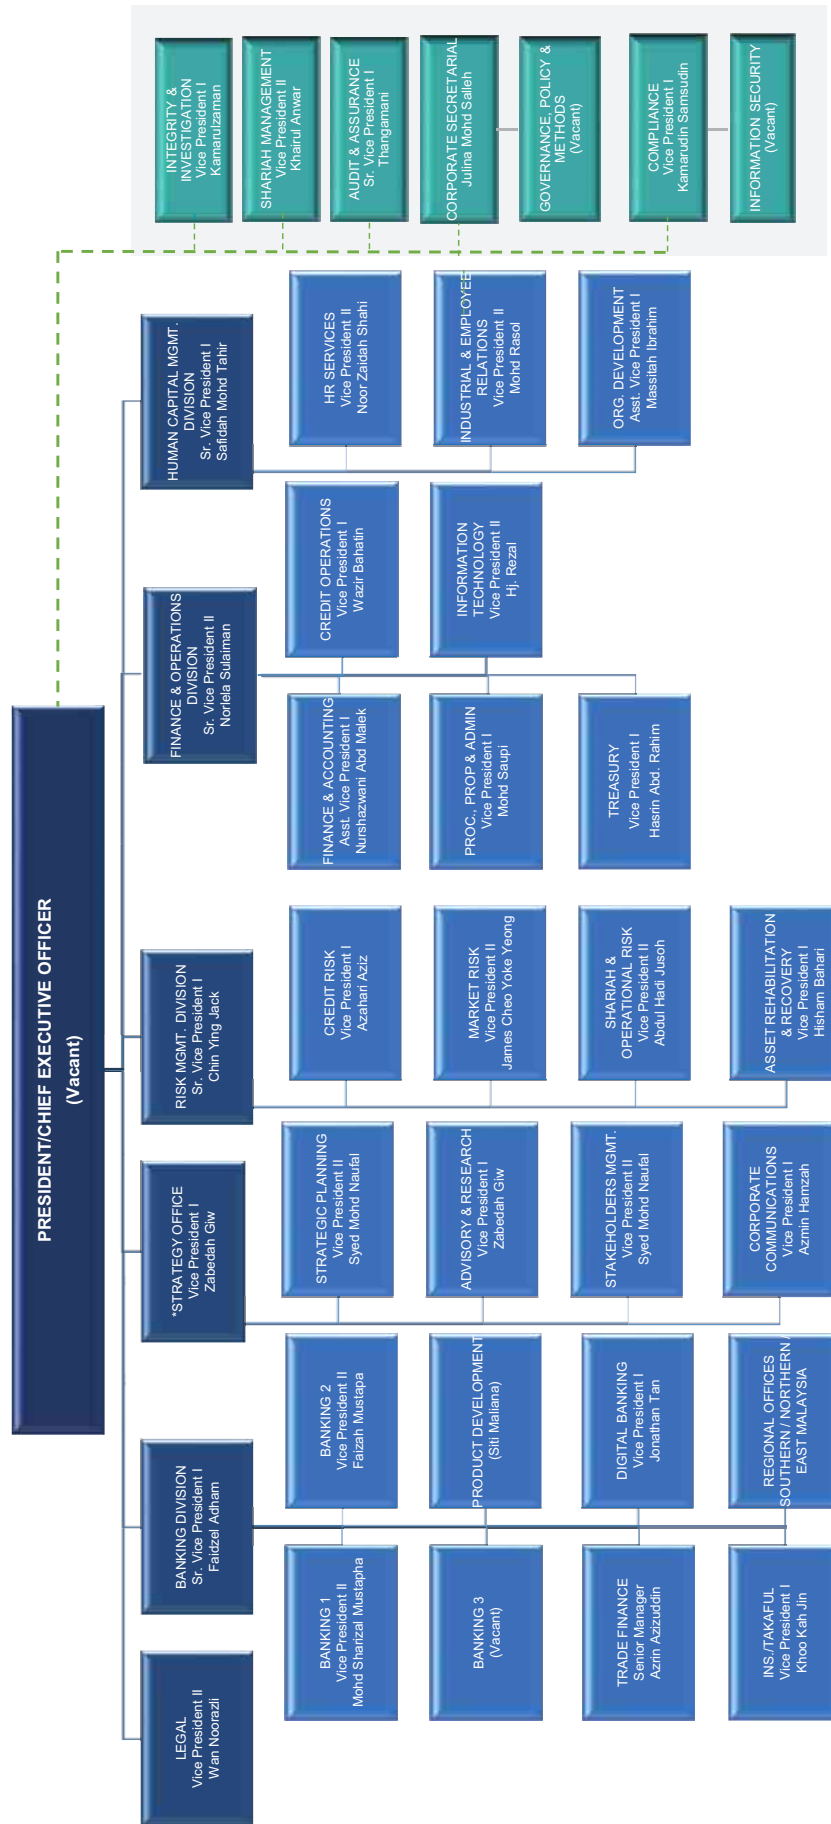 PRESIDENT/CHIEF EXECUTIVE OFFICER
(Vacant)
LEGAL
Vice President II
Wan Noorazli
BANKING DIVISION
Sr. Vice President I
Faidzel Adham
*STRATEGY OFFICE
Vice President I
Zabedah Giw
RISK MGMT. DIVISION
Sr. Vice President I
Chin Ying Jack
FINANCE & OPERATIONS
DIVISION
Sr. Vice President II
Norlela Sulaiman
HUMAN CAPITAL MGMT.
DIVISION
Sr. Vice President I
Safidah Mohd Tahir
BANKING 1
Vice President II
Mohd Sharizal Mustapha
BANKING 2
Vice President II
Faizah Mustapa
BANKING 3
(Vacant)
PRODUCT DEVELOPMENT
(Siti Maliana)
TRADE FINANCE
Senior Manager
Azrin Azizuddin
DIGITAL BANKING
Vice President I
Jonathan Tan
INS./TAKAFUL
Vice President I
Khoo Kah Jin
REGIONAL OFFICES
SOUTHERN / NORTHERN /
EAST MALAYSIA
STRATEGIC PLANNING
Vice President II
Syed Mohd Naufal
ADVISORY & RESEARCH
Vice President I
Zabedah Giw
STAKEHOLDERS MGMT.
Vice President II
Syed Mohd Naufal
CORPORATE
COMMUNICATIONS
Vice President I
Azmin Hamzah
CREDIT RISK
Vice President I
Azahari Aziz
MARKET RISK
Vice President II
James Cheo Yoke Yeong
SHARIAH &
OPERATIONAL RISK
Vice President II
Abdul Hadi Jusoh
ASSET REHABILITATION
& RECOVERY
Vice President I
Hisham Bahari
FINANCE & ACCOUNTING
Asst. Vice President I
Nurshazwani Abd Malek
CREDIT OPERATIONS
Vice President I
Wazir Bahatin
PROC., PROP & ADMIN
Vice President I
Mohd Saupi
INFORMATION
TECHNOLOGY
Vice President II
Hj. Rezal
TREASURY
Vice President I
Hasrin Abd. Rahim
HR SERVICES
Vice President II
Noor Zaidah Shahi
INDUSTRIAL & EMPLOYEE
RELATIONS
Vice President II
Mohd Rasol
ORG. DEVELOPMENT
Asst. Vice President I
Massitah Ibrahim
INTEGRITY &
INVESTIGATION
Vice President I
Kamarulzaman
SHARIAH MANAGEMENT
Vice President II
Khairul Anwar
AUDIT & ASSURANCE
Sr. Vice President I
Thangamani
CORPORATE SECRETARIAL
Julina Mohd Salleh
GOVERNANCE, POLICY &
METHODS
(Vacant)
COMPLIANCE
Vice President I
Kamarudin Samsudin
INFORMATION SECURITY
(Vacant)